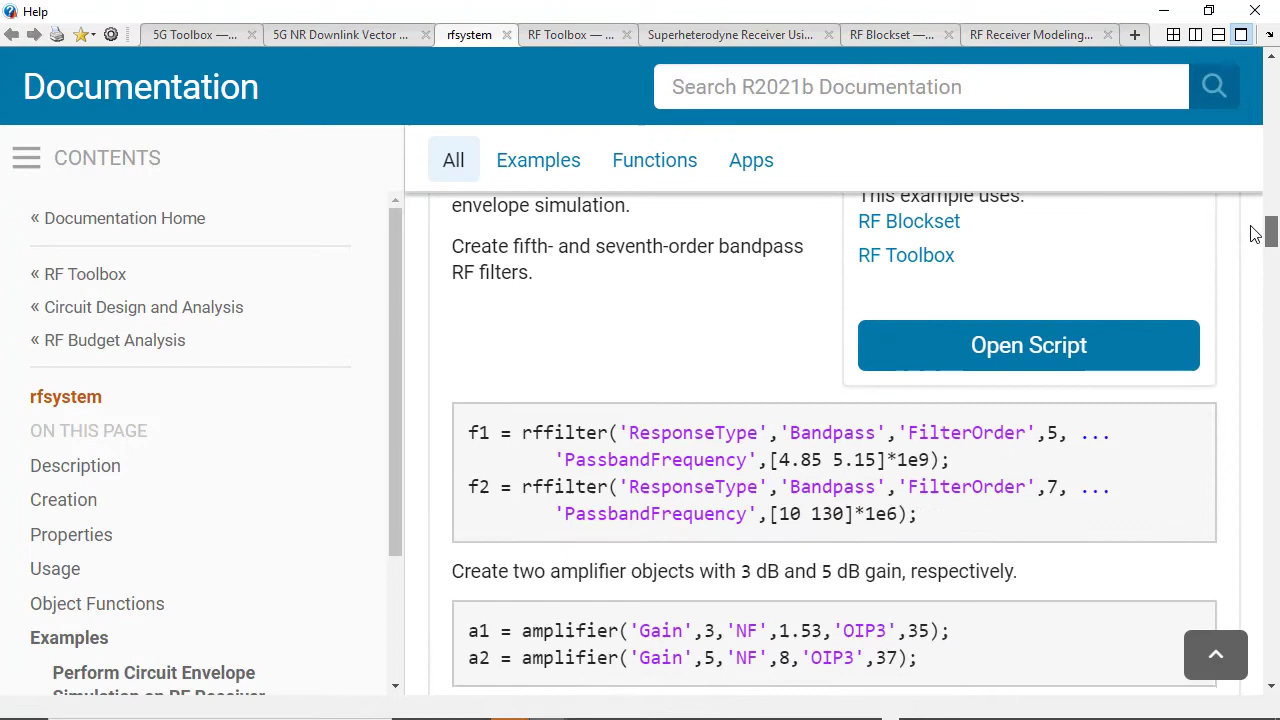 Help
5G Toolbox —...
5G NR Downlink Vector ...
rfsystem
RF Toolbox — ...
Superheterodyne Receiver Usi...
RF Blockset —...
RF Receiver Modeling...
Documentation
Search R2021b Documentation
CONTENTS
« Documentation Home
« RF Toolbox
« Circuit Design and Analysis
« RF Budget Analysis
rfsystem
ON THIS PAGE
Description
Creation
Properties
Usage
Object Functions
Examples
Perform Circuit Envelope
Simulation on RF Receiver
All
Examples
Functions
Apps
envelope simulation.
Create fifth- and seventh-order bandpass
RF filters.
This example uses:
RF Blockset
RF Toolbox
Open Script
f1 = rffilter('ResponseType','Bandpass','FilterOrder',5, ...
'PassbandFrequency',[4.85 5.15]*1e9);
f2 = rffilter('ResponseType','Bandpass','FilterOrder',7, ...
'PassbandFrequency',[10 130]*1e6);
Create two amplifier objects with 3 dB and 5 dB gain, respectively.
a1 = amplifier('Gain',3,'NF',1.53,'OIP3',35);
a2 = amplifier('Gain',5,'NF',8,'OIP3',37);